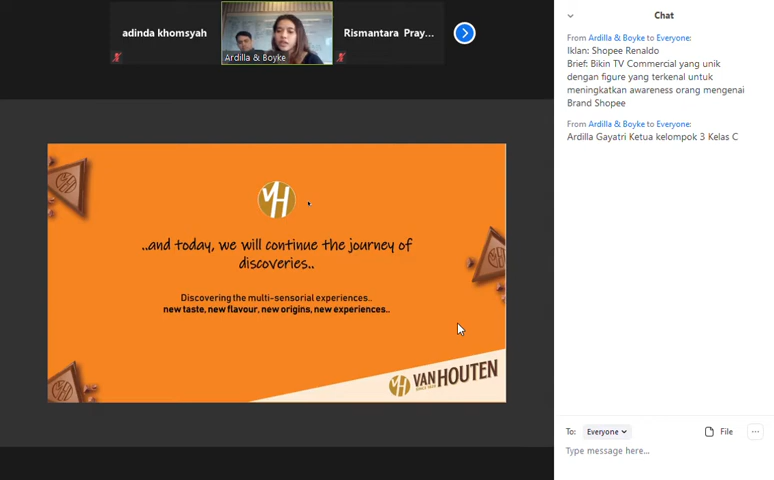 adinda khomsyah
Ardilla & Boyke
Rismantara Pray...
VH
..and today, we will continue the journey of
discoveries..
Discovering the multi-sensorial experiences..
new taste, new flavour, new origins, new experiences..
VH VAN HOUTEN
Chat
From Ardilla & Boyke to Everyone:
Iklan: Shopee Renaldo
Brief: Bikin TV Commercial yang unik
dengan figure yang terkenal untuk
meningkatkan awareness orang mengenai
Brand Shopee
From Ardilla & Boyke to Everyone:
Ardilla Gayatri Ketua kelompok 3 Kelas C
To: Everyone
File
...
Type message here...